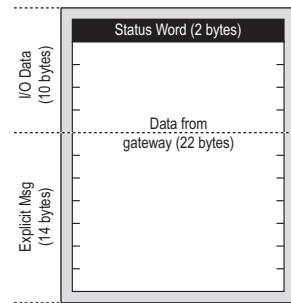 Status Word (2 bytes)
I/O Data
(10 bytes)
Data from
gateway (22 bytes)
Explicit Msg
(14 bytes)